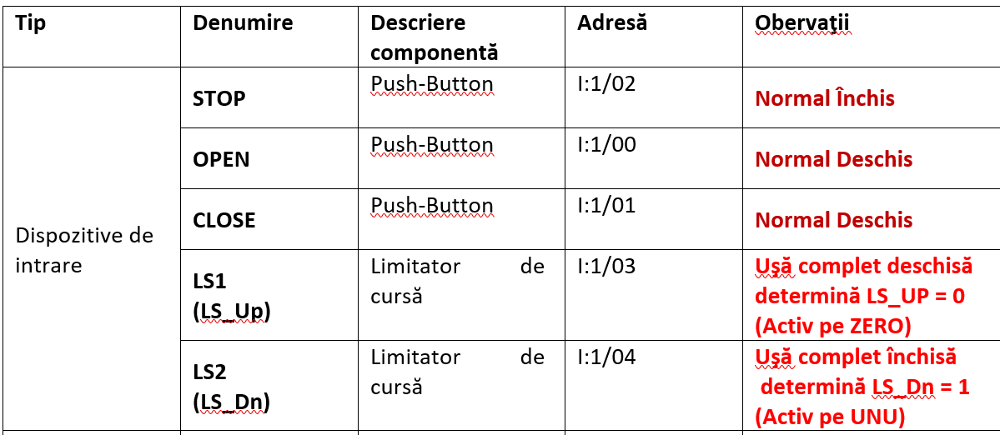 Tip Denumire Descriere Adresă Obervaţii
componentă
Dispozitive de
intrare
STOP Push-Button I:1/02 Normal Închis
OPEN Push-Button I:1/00 Normal Deschis
CLOSE Push-Button I:1/01 Normal Deschis
LS1
(LS_Up)
Limitator de
cursă
I:1/03
Uşă complet deschisă
determină LS_UP = 0
(Activ pe ZERO)
LS2
(LS_Dn)
Limitator de
cursă
I:1/04
Uşă complet închisă
determină LS_Dn = 1
(Activ pe UNU)